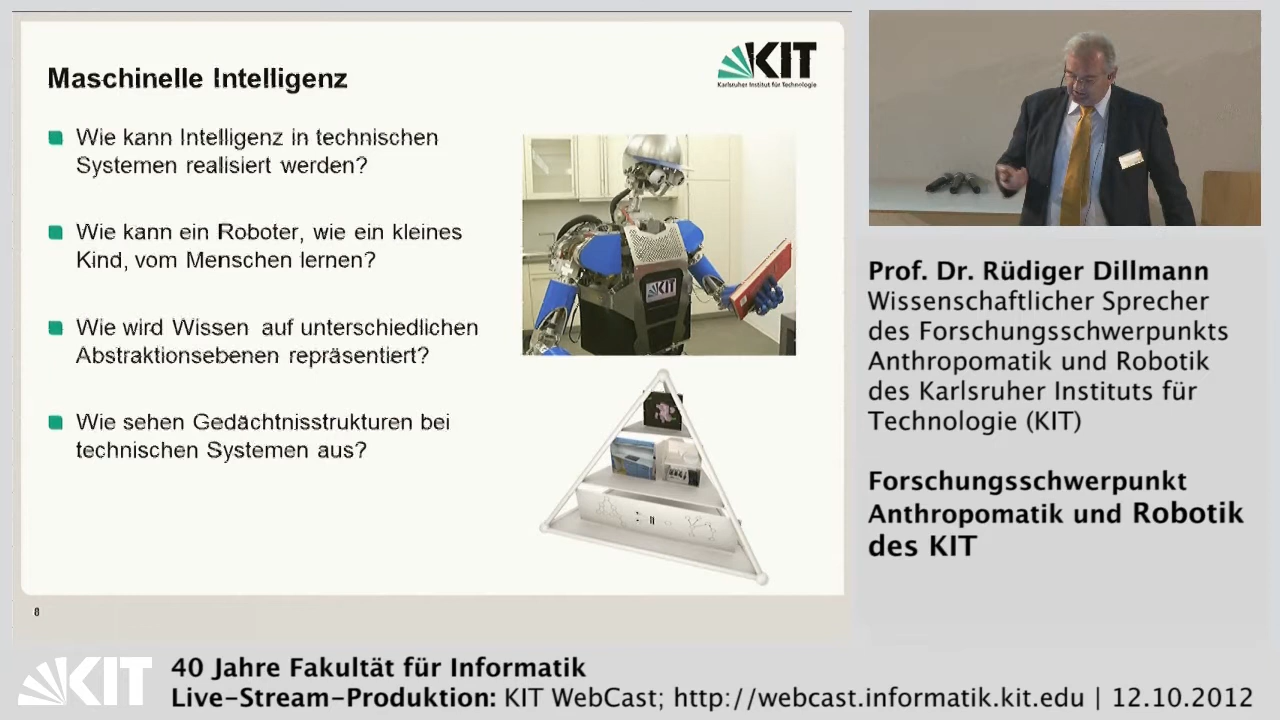 Maschinelle Intelligenz
KIT
Karlsruher Institut für Technologie
Wie kann Intelligenz in technischen
Systemen realisiert werden?
Wie kann ein Roboter, wie ein kleines
Kind, vom Menschen lernen?
Wie wird Wissen auf unterschiedlichen
Abstraktionsebenen repräsentiert?
Wie sehen Gedächtnisstrukturen bei
technischen Systemen aus?
KIT
8
Prof. Dr. Rüdiger Dillmann
Wissenschaftlicher Sprecher
des Forschungsschwerpunkts
Anthropomatik und Robotik
des Karlsruher Instituts für
Technologie (KIT)
Forschungsschwerpunkt
Anthropomatik und Robotik
des KIT
KIT
40 Jahre Fakultät für Informatik
Live-Stream-Produktion: KIT WebCast; http://webcast.informatik.kit.edu | 12.10.2012